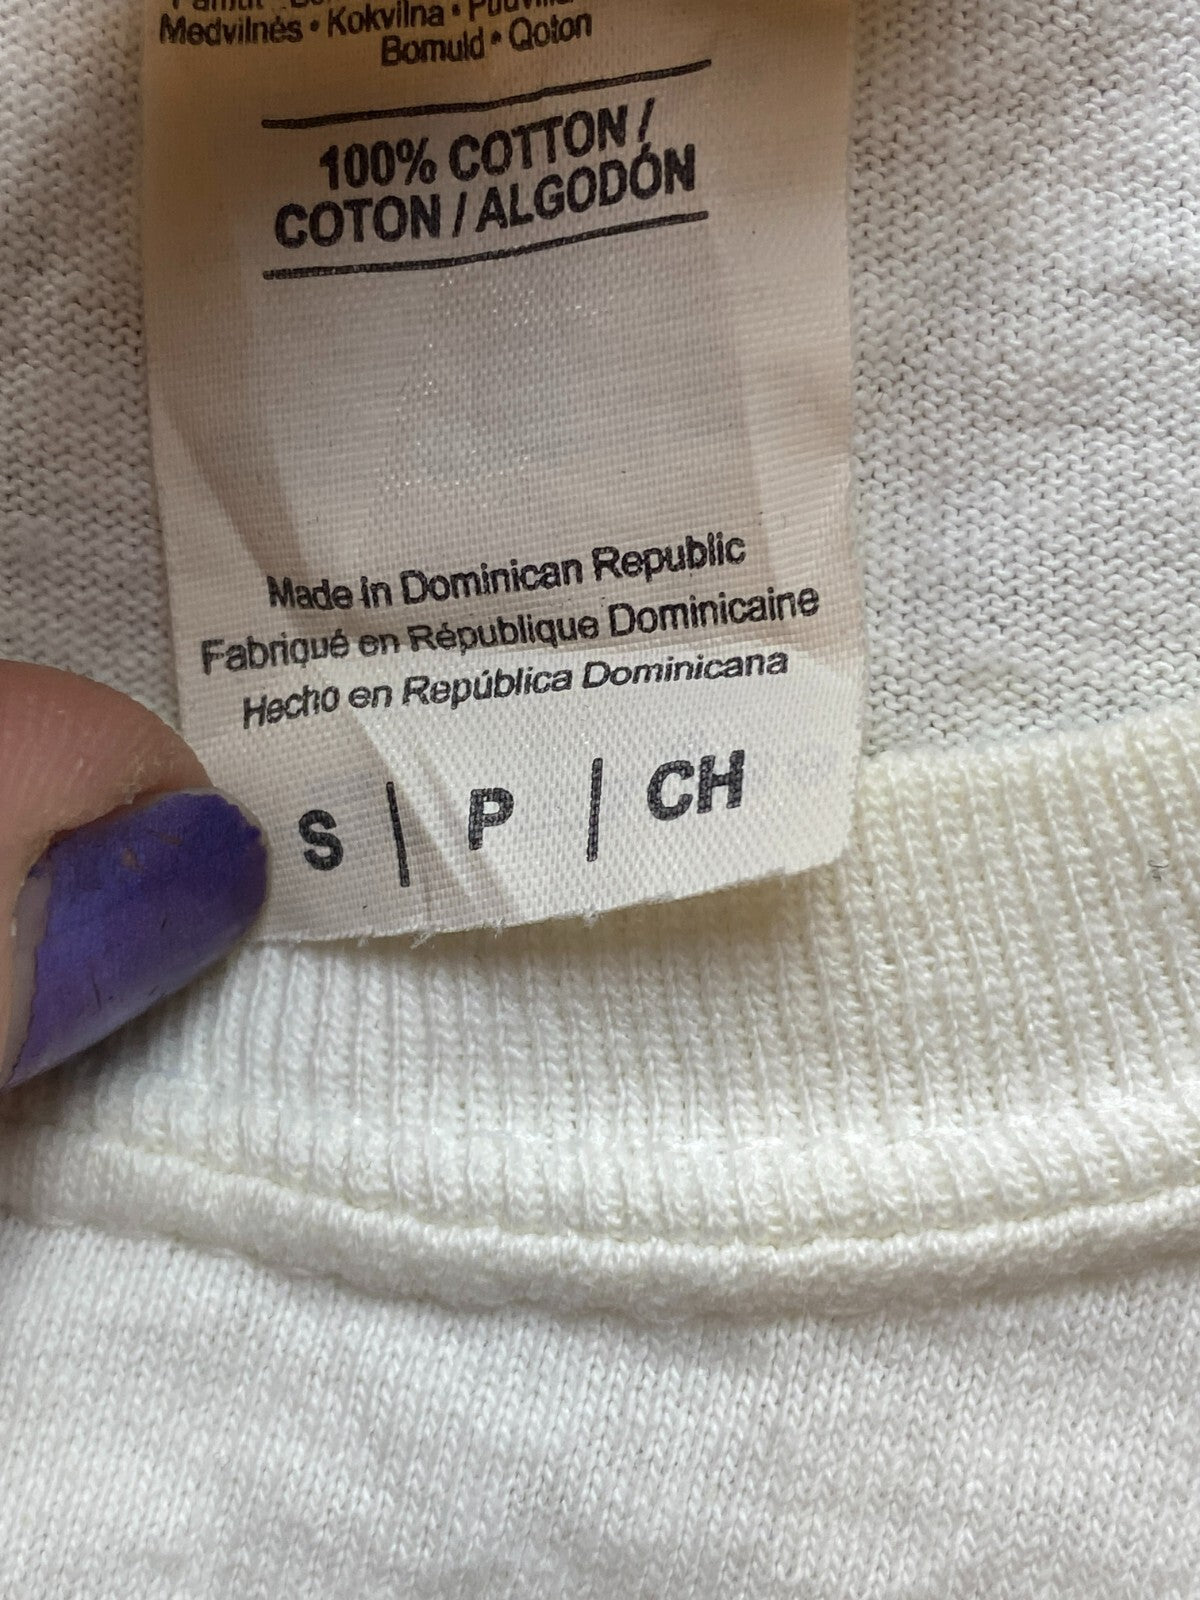 Medvilnés • Kokvilna •
Bomuld • Qoton
100% COTTON /
COTON / ALGODÓN
Made in Dominican Republic
Fabriqué en République Dominicaine
Hecho en República Dominicana
S | P | CH